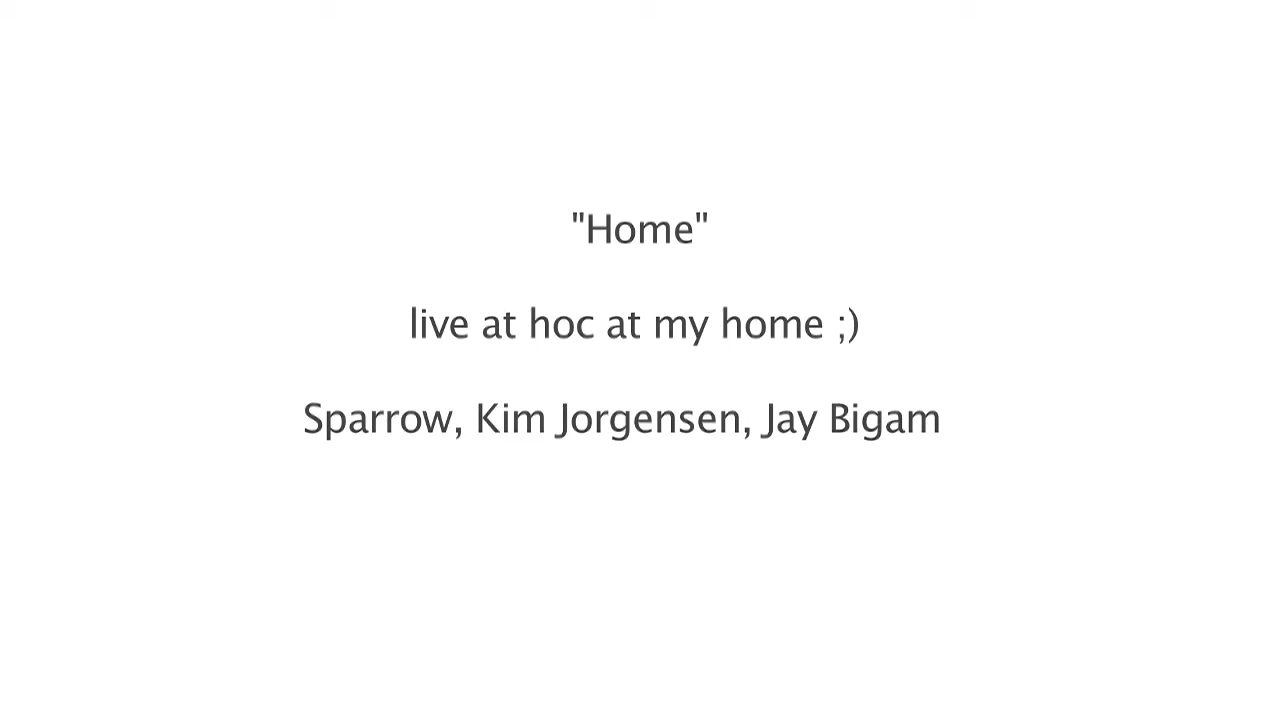 "Home"
live at hoc at my home ;)
Sparrow, Kim Jorgensen, Jay Bigam